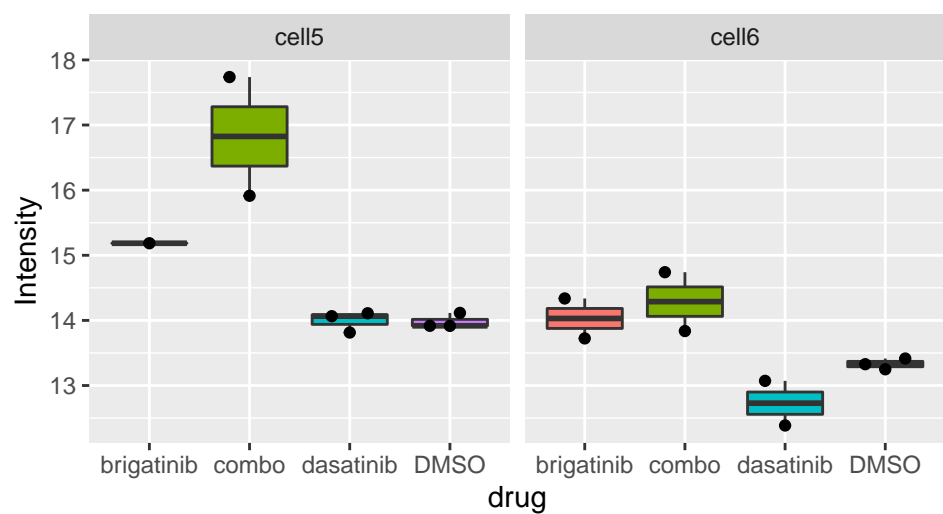 cell5 cell6
18
17
16
15
14
13
Intensity
brigatinib combo dasatinib DMSO brigatinib combo dasatinib DMSO
drug